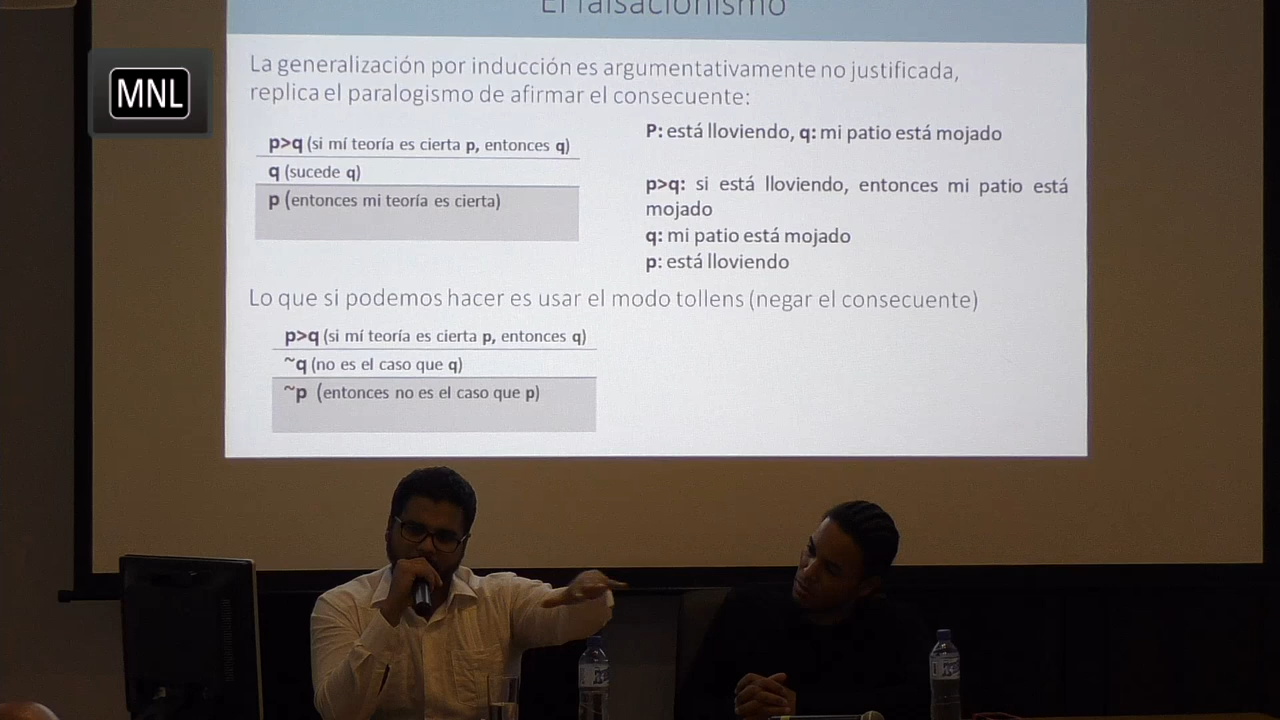 El falsacionismo
MNL
La generalización por inducción es argumentativamente no justificada,
replica el paralogismo de afirmar el consecuente:
p>q (si mí teoría es cierta p, entonces q)
q (sucede q)
p (entonces mi teoría es cierta)
P: está lloviendo, q: mi patio está mojado
p>q: si está lloviendo, entonces mi patio está
mojado
q: mi patio está mojado
p: está lloviendo
Lo que si podemos hacer es usar el modo tollens (negar el consecuente)
p>q (si mí teoría es cierta p, entonces q)
~q (no es el caso que q)
~p (entonces no es el caso que p)